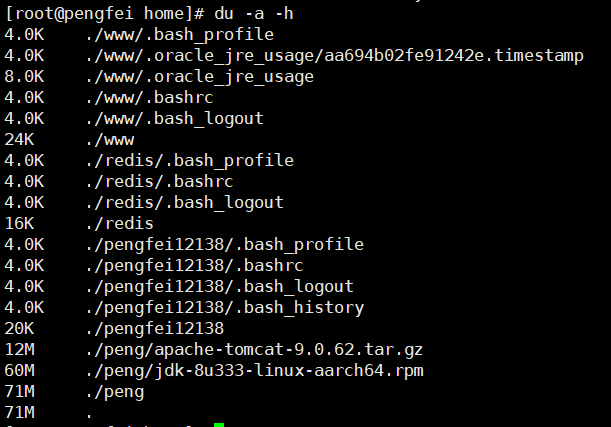 [root@pengfei home]# du -a -h
4.0K    ./www/.bash_profile
4.0K    ./www/.oracle_jre_usage/aa694b02fe91242e.timestamp
8.0K    ./www/.oracle_jre_usage
4.0K    ./www/.bashrc
4.0K    ./www/.bash_logout
24K     ./www
4.0K    ./redis/.bash_profile
4.0K    ./redis/.bashrc
4.0K    ./redis/.bash_logout
16K     ./redis
4.0K    ./pengfei12138/.bash_profile
4.0K    ./pengfei12138/.bashrc
4.0K    ./pengfei12138/.bash_logout
4.0K    ./pengfei12138/.bash_history
20K     ./pengfei12138
12M     ./peng/apache-tomcat-9.0.62.tar.gz
60M     ./peng/jdk-8u333-linux-aarch64.rpm
71M     ./peng
71M     .